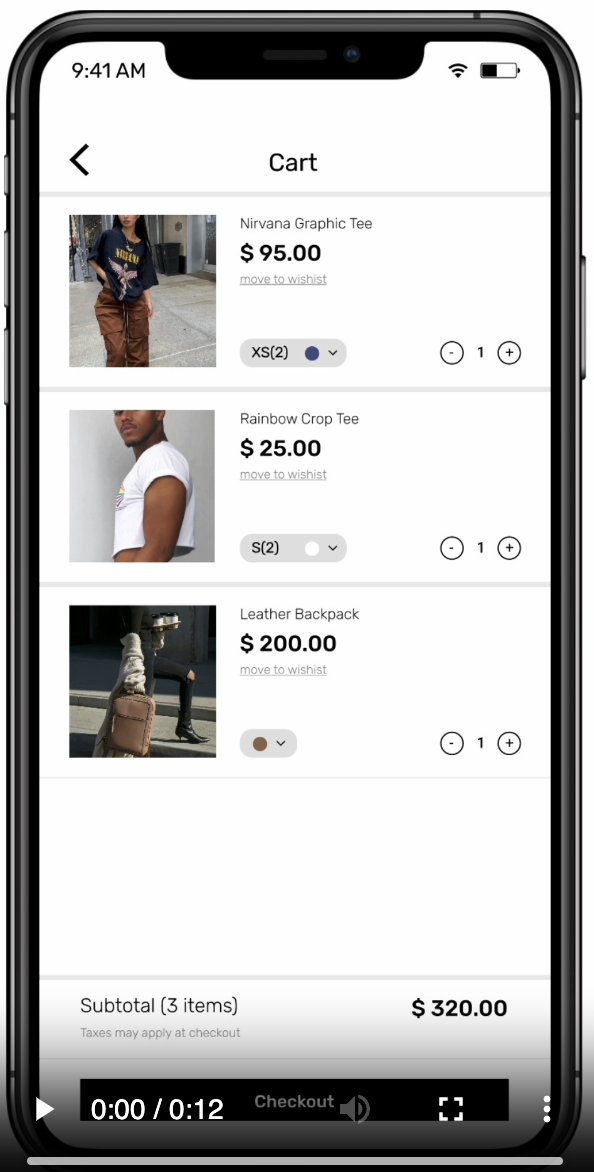 9:41 AM
Cart
Nirvana Graphic Tee
$ 95.00
move to wishist
NIRVANA
XS(2)
- 1 +
Rainbow Crop Tee
$ 25.00
move to wishist
S(2)
- 1 +
Leather Backpack
$ 200.00
move to wishist
- 1 +
Subtotal (3 items)
$ 320.00
Taxes may apply at checkout
Checkout
0:00 / 0:12